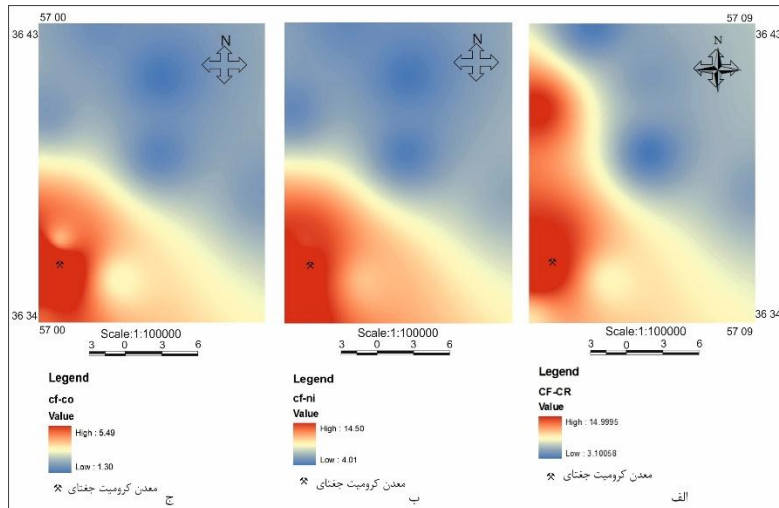 57 00
57 09
36 43
36 43
N
N
N
36 34
36 34
57 00
57 09
Scale:1:100000
3 0 3 6
Legend
cf-co
Value
High : 5.49
Low : 1.30
معدن کرومیت جغتای
ج
Scale:1:100000
3 0 3 6
Legend
cf-ni
Value
High : 14.50
Low : 4.01
معدن کرومیت جغتای
ب
Scale:1:100000
3 0 3 6
Legend
CF-CR
Value
High : 14.9995
Low : 3.10058
معدن کرومیت جغتای
الف